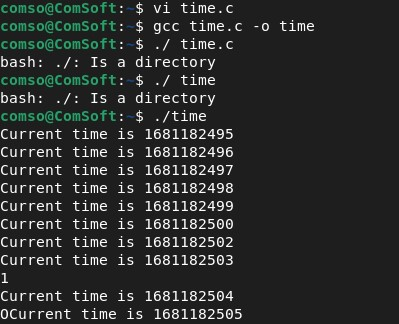 comso@ComSoft:~$ vi time.c
comso@ComSoft:~$ gcc time.c -o time
comso@ComSoft:~$ ./ time.c
bash: ./: Is a directory
comso@ComSoft:~$ ./ time
bash: ./: Is a directory
comso@ComSoft:~$ ./time
Current time is 1681182495
Current time is 1681182496
Current time is 1681182497
Current time is 1681182498
Current time is 1681182499
Current time is 1681182500
Current time is 1681182502
Current time is 1681182503
1
Current time is 1681182504
OCurrent time is 1681182505